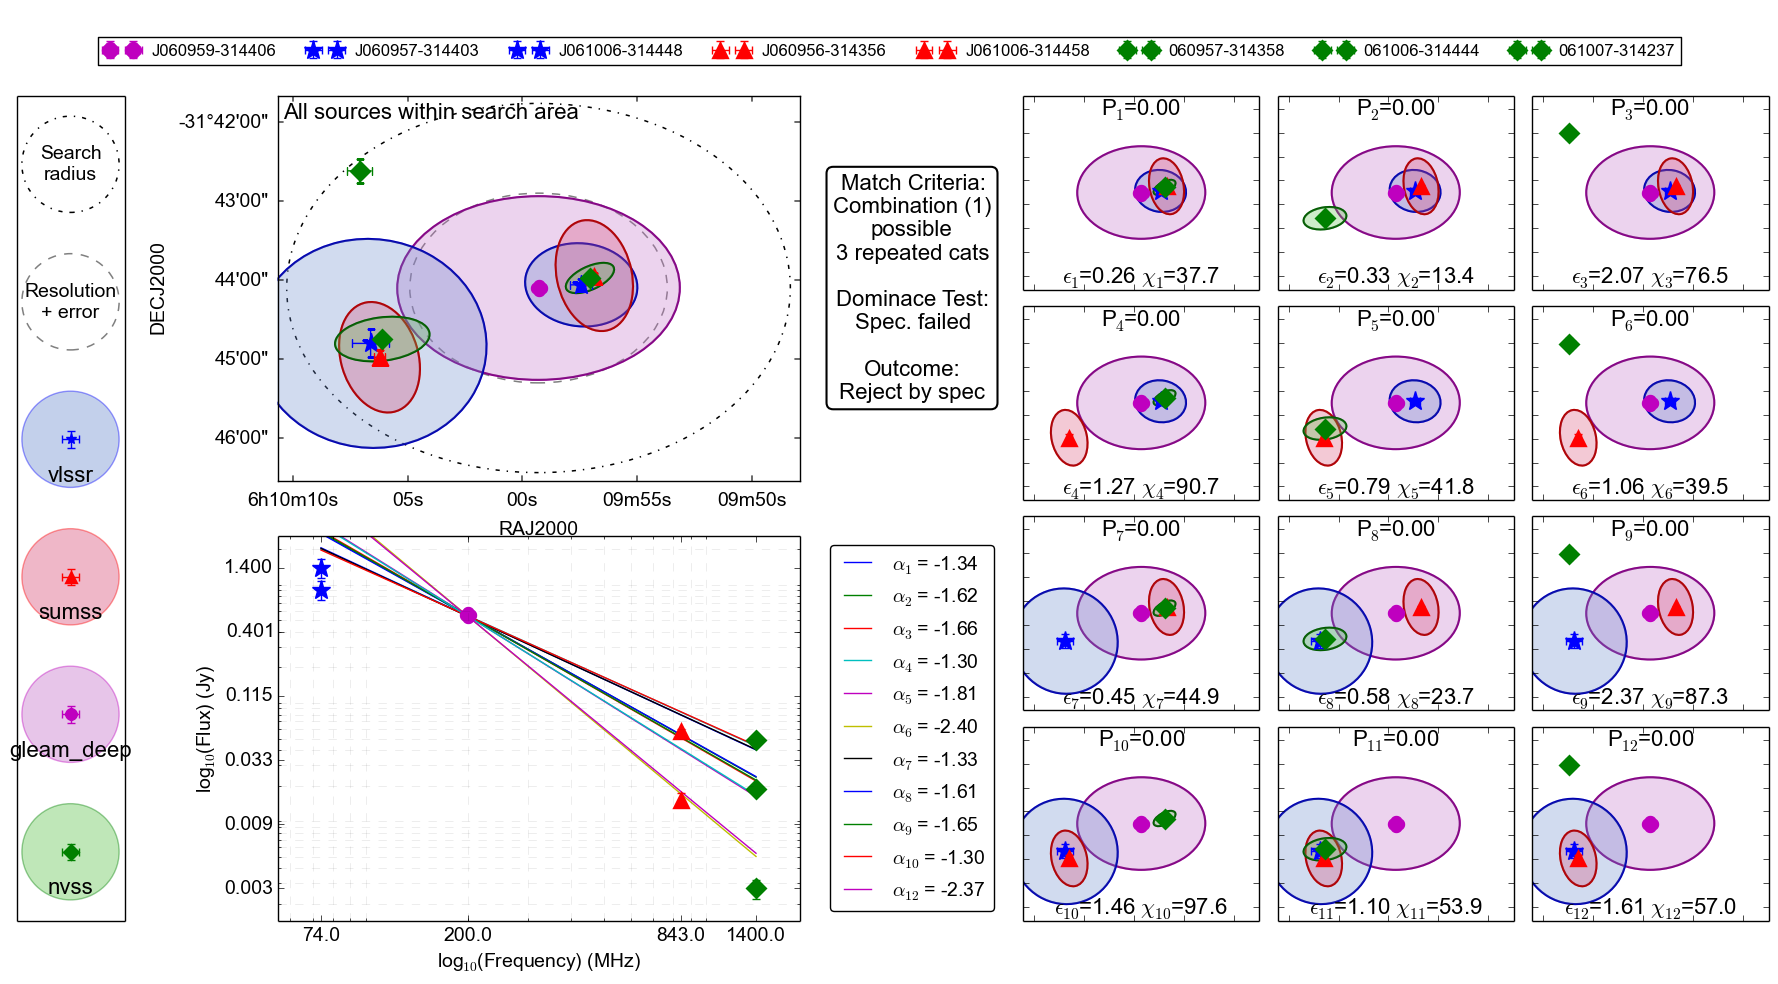 J060959-314406 J060957-314403 J061006-314448 J060956-314356 J061006-314458 060957-314358 061006-314444 061007-314237
Search
radius
Resolution
+ error
vlssr
sumss
gleam_deep
nvss
All sources within search area
-31°42'00"
43'00"
44'00"
45'00"
46'00"
DECJ2000
6h10m10s 05s 00s 09m55s 09m50s
RAJ2000
Match Criteria:
Combination (1)
possible
3 repeated cats
Dominace Test:
Spec. failed
Outcome:
Reject by spec
1.400
0.401
0.115
0.033
0.009
0.003
log10(Flux) (Jy)
74.0 200.0 843.0 1400.0
log10(Frequency) (MHz)
α1 = -1.34
α2 = -1.62
α3 = -1.66
α4 = -1.30
α5 = -1.81
α6 = -2.40
α7 = -1.33
α8 = -1.61
α9 = -1.65
α10 = -1.30
α12 = -2.37
P1=0.00 P2=0.00 P3=0.00
ϵ1=0.26 χ1=37.7 ϵ2=0.33 χ2=13.4 ϵ3=2.07 χ3=76.5
P4=0.00 P5=0.00 P6=0.00
ϵ4=1.27 χ4=90.7 ϵ5=0.79 χ5=41.8 ϵ6=1.06 χ6=39.5
P7=0.00 P8=0.00 P9=0.00
ϵ7=0.45 χ7=44.9 ϵ8=0.58 χ8=23.7 ϵ9=2.37 χ9=87.3
P10=0.00 P11=0.00 P12=0.00
ϵ10=1.46 χ10=97.6 ϵ11=1.10 χ11=53.9 ϵ12=1.61 χ12=57.0